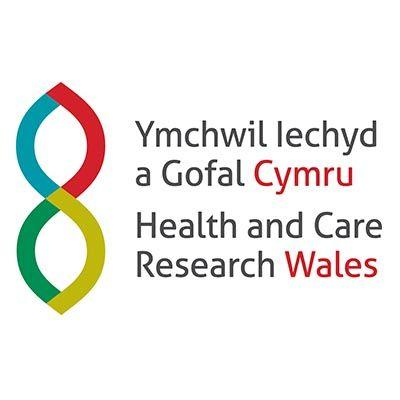 Ymchwil Iechyd
a Gofal Cymru
Health and Care
Research Wales